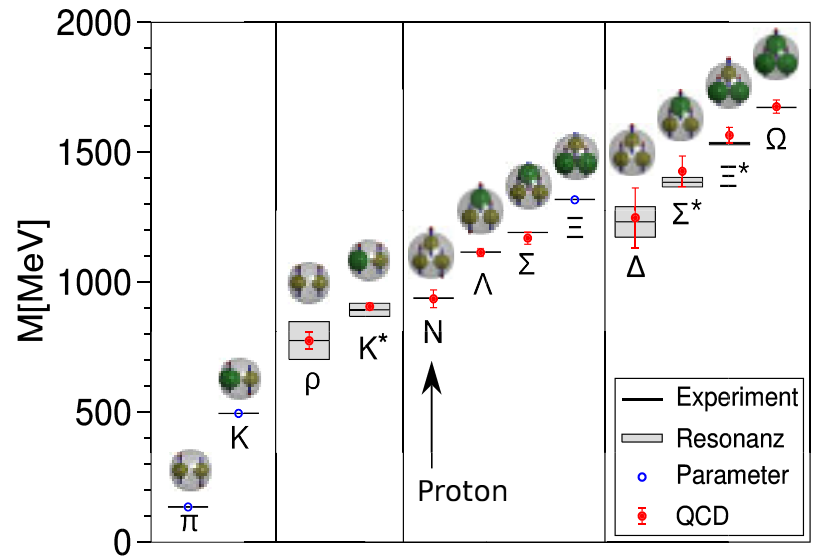 M[MeV]
2000
1500
1000
500
0
π
K
ρ
K*
N
Λ
Σ
Ξ
Δ
Σ*
Ξ*
Ω
Proton
Experiment
Resonanz
Parameter
QCD